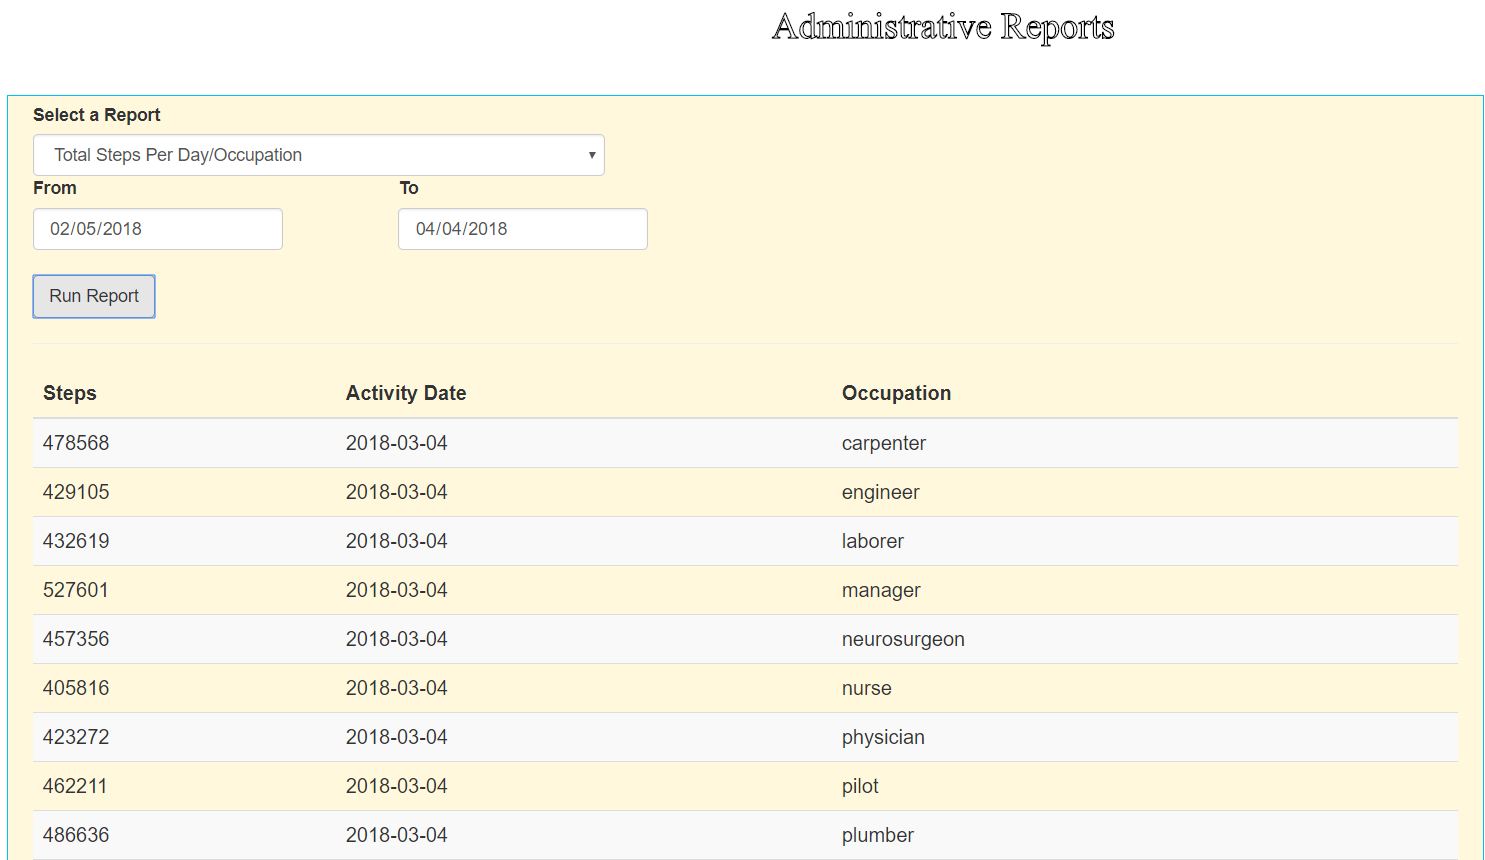 Administrative Reports
Select a Report
Total Steps Per Day/Occupation
From To
02/05/2018 04/04/2018
Run Report
Steps Activity Date Occupation
478568 2018-03-04 carpenter
429105 2018-03-04 engineer
432619 2018-03-04 laborer
527601 2018-03-04 manager
457356 2018-03-04 neurosurgeon
405816 2018-03-04 nurse
423272 2018-03-04 physician
462211 2018-03-04 pilot
486636 2018-03-04 plumber